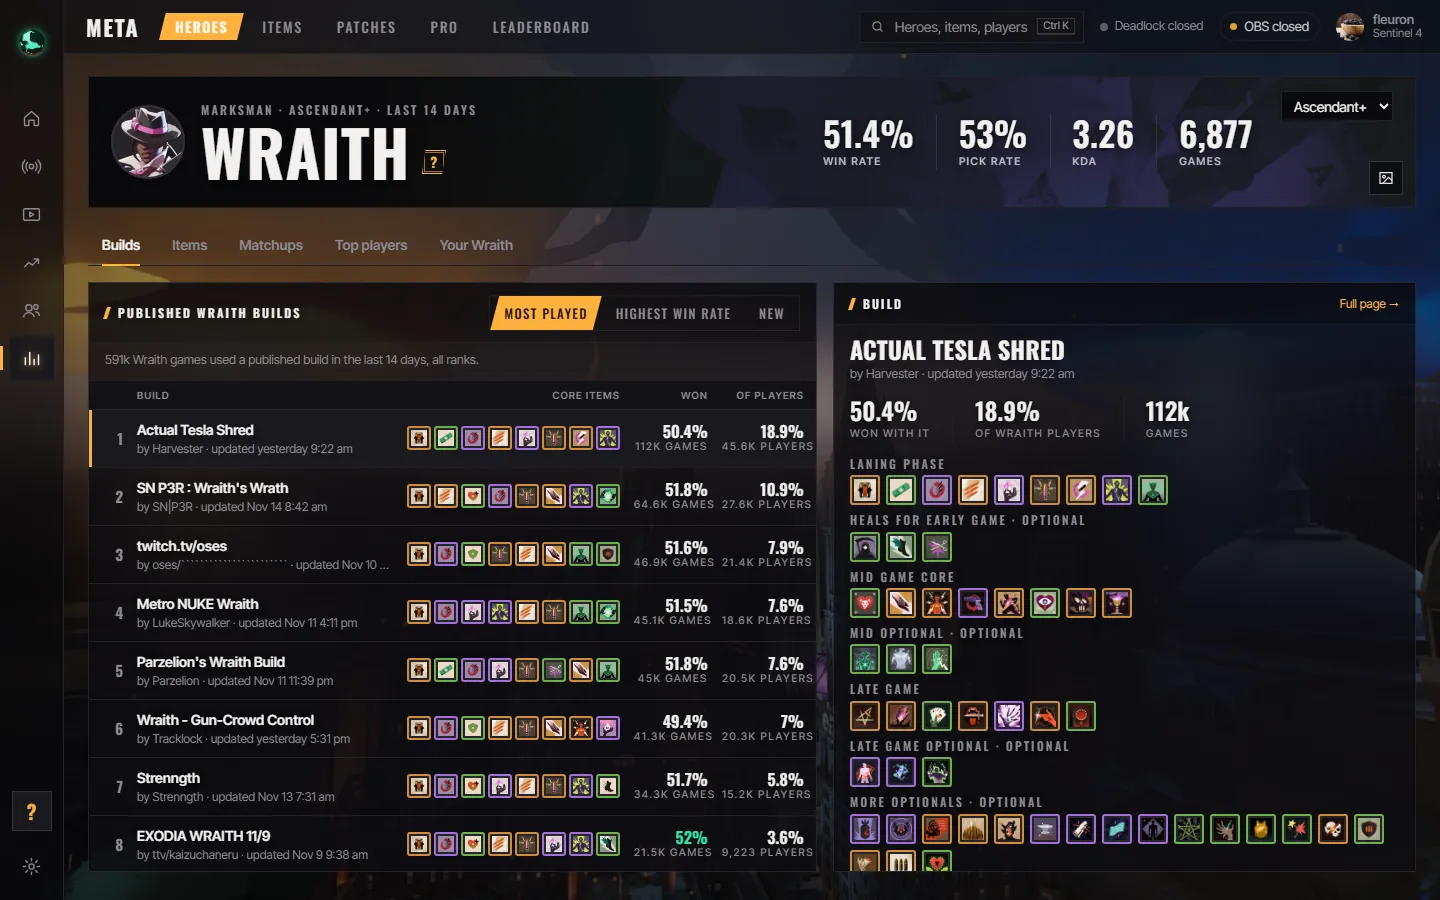 META
HEROES
ITEMS
PATCHES
PRO
LEADERBOARD
Heroes, items, players
Ctrl K
Deadlock closed
OBS closed
fleuron
Sentinel 4
MARKSMAN · ASCENDANT+ · LAST 14 DAYS
WRAITH
?
51.4%
WIN RATE
53%
PICK RATE
3.26
KDA
6,877
GAMES
Ascendant+
Builds
Items
Matchups
Top players
Your Wraith
PUBLISHED WRAITH BUILDS
MOST PLAYED
HIGHEST WIN RATE
NEW
591k Wraith games used a published build in the last 14 days, all ranks.
BUILD
CORE ITEMS
WON
OF PLAYERS
1
Actual Tesla Shred
by Harvester · updated yesterday 9:22 am
50.4%
112K GAMES
18.9%
45.6K PLAYERS
2
SN P3R : Wraith's Wrath
by SN|P3R · updated Nov 14 8:42 am
51.8%
64.6K GAMES
10.9%
27.6K PLAYERS
3
twitch.tv/oses
by oses/ · updated Nov 10 ...
51.6%
46.9K GAMES
7.9%
21.4K PLAYERS
4
Metro NUKE Wraith
by LukeSkywalker · updated Nov 11 4:11 pm
51.5%
45.1K GAMES
7.6%
18.6K PLAYERS
5
Parzelion's Wraith Build
by Parzelion · updated Nov 11 11:39 pm
51.8%
45K GAMES
7.6%
20.5K PLAYERS
6
Wraith - Gun-Crowd Control
by Tracklock · updated yesterday 5:31 pm
49.4%
41.3K GAMES
7%
20.3K PLAYERS
7
Strenngth
by Strenngth · updated Nov 13 7:31 am
51.7%
34.3K GAMES
5.8%
15.2K PLAYERS
8
EXODIA WRAITH 11/9
by ttv/kaizuchaneru · updated Nov 9 9:38 am
52%
21.5K GAMES
3.6%
9,223 PLAYERS
?
BUILD
Full page →
ACTUAL TESLA SHRED
by Harvester · updated yesterday 9:22 am
50.4%
WON WITH IT
18.9%
OF WRAITH PLAYERS
112k
GAMES
LANING PHASE
HEALS FOR EARLY GAME · OPTIONAL
MID GAME CORE
MID OPTIONAL · OPTIONAL
LATE GAME
LATE GAME OPTIONAL · OPTIONAL
MORE OPTIONALS · OPTIONAL